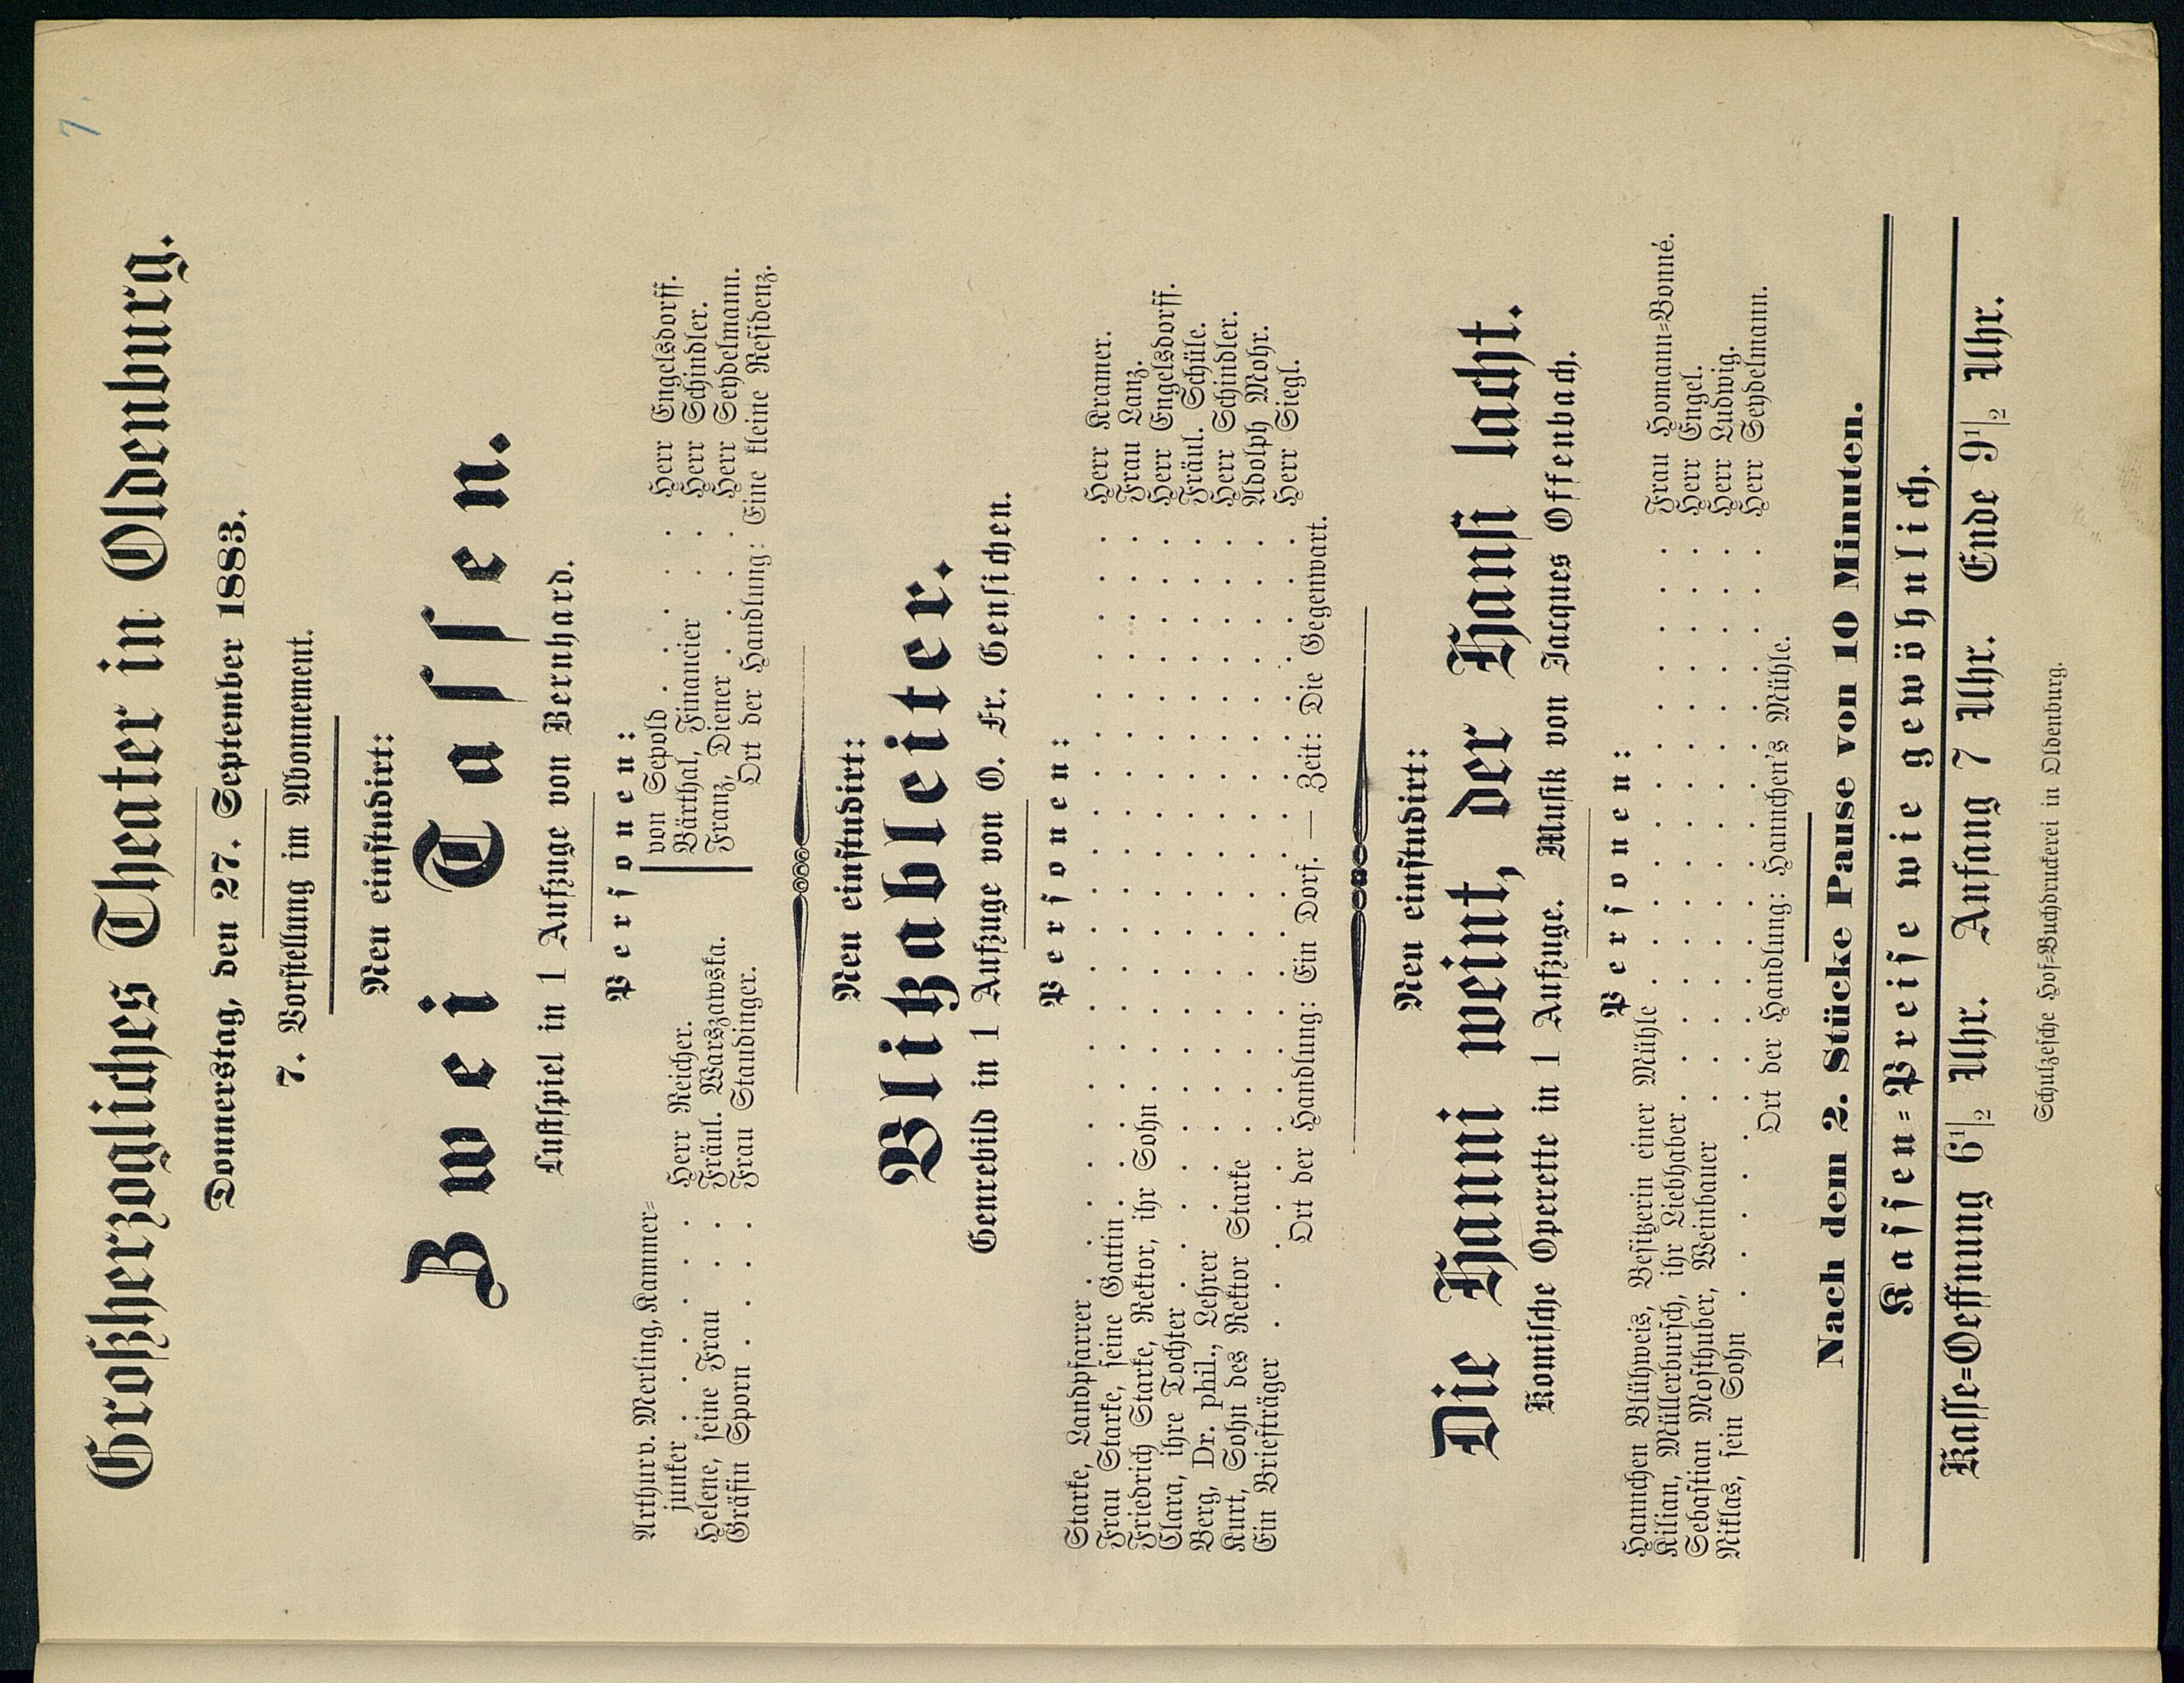 7.
Großherzogliches Theater in Oldenburg.
Donnerstag, den 27. September 1883.
7. Vorstellung im Abonnement.
Neu einstudirt:
Zwei Tassen.
Lustspiel in 1 Aufzuge von Bernhard.
Personen:
Arthur v. Merling, Kammer-
junker . . . . . . Herr Reicher.
Helene, seine Frau . . . Fräul. Warszawska.
Gräfin Sporn . . . . . Frau Staudinger.
von Sepold . . . . . Herr Engelsdorff.
Bärthal, Financier . . . Herr Schindler.
Franz, Diener . . . . Herr Seydelmann.
Ort der Handlung: Eine kleine Residenz.
Neu einstudirt:
Blitzableiter.
Genrebild in 1 Aufzuge von O. Fr. Gensichen.
Personen:
Starke, Landpfarrer . . . . . . Herr Kramer.
Frau Starke, seine Gattin . . . . . . Frau Lanz.
Friedrich Starke, Rektor, ihr Sohn . . . . . . Herr Engelsdorff.
Clara, ihre Tochter . . . . . . Fräul. Schüle.
Berg, Dr. phil., Lehrer . . . . . . Herr Schindler.
Kurt, Sohn des Rektor Starke . . . . . . Adolph Mohr.
Ein Briefträger . . . . . . Herr Siegl.
Ort der Handlung: Ein Dorf. — Zeit: Die Gegenwart.
Neu einstudirt:
Die Hanni weint, der Hansi lacht.
Komische Operette in 1 Aufzuge. Musik von Jacques Offenbach.
Personen:
Hannchen Blühweis, Besitzerin einer Mühle . . . . . . Frau Homann-Bonné.
Kilian, Müllerbursch, ihr Liebhaber . . . . . . Herr Engel.
Sebastian Mosthuber, Weinbauer . . . . . . Herr Ludwig.
Niklas, sein Sohn . . . . . . Herr Seydelmann.
Ort der Handlung: Hannchen's Mühle.
Nach dem 2. Stücke Pause von 10 Minuten.
Kassen-Preise wie gewöhnlich.
Kasse-Oeffnung 6½ Uhr. Anfang 7 Uhr. Ende 9½ Uhr.
Schulzesche Hof-Buchdruckerei in Oldenburg.